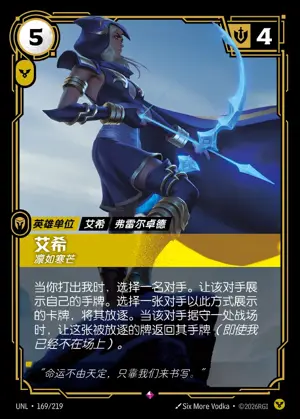 5
4
英雄单位 艾希 弗雷尔卓德
艾希
凛如寒芒
当你打出我时，选择一名对手。让该对手展
示自己的手牌。选择一张对手以此方式展示
的卡牌，将其放逐。当该对手据守一处战场
时，让这张被放逐的牌返回其手牌（即使我
已经不在场上）。
"命运不由天定，只靠我们来书写。"
UNL • 169/219
Six More Vodka • ©2026RGI